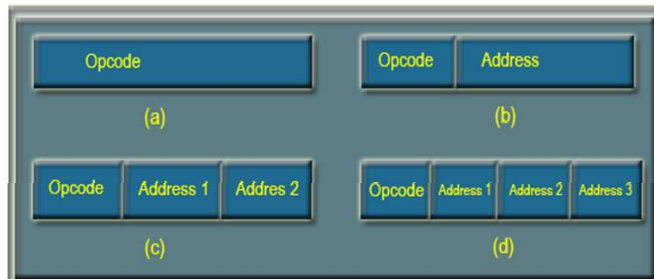 Opcode
Opcode Address
(a)
(b)
Opcode Address 1 Addres 2
Opcode Address 1 Address 2 Address 3
(c)
(d)